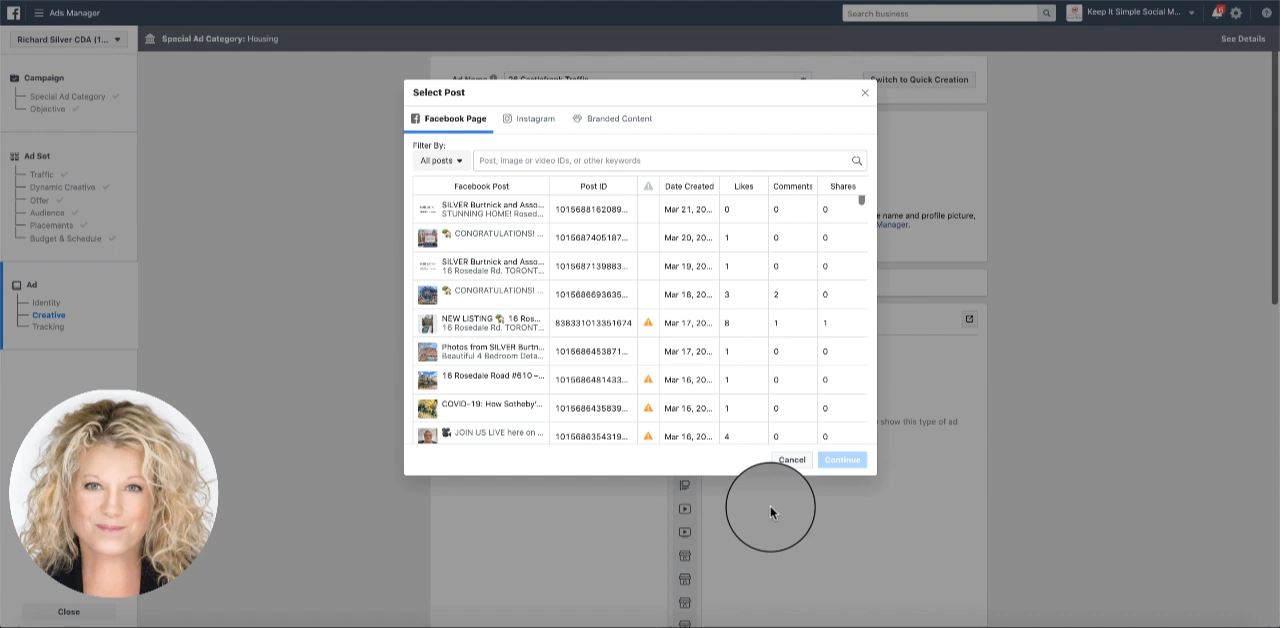 Ads Manager
Search business
Keep It Simple Social M...
Richard Silver CDA (1...
Special Ad Category: Housing
See Details
Campaign
Special Ad Category
Objective
Ad Set
Traffic
Dynamic Creative
Offer
Audience
Placements
Budget & Schedule
Ad
Identity
Creative
Tracking
Close
Ad Name
26 Castlefrank Traffic
Switch to Quick Creation
e name and profile picture,
Manager.
show this type of ad
Select Post
Facebook Page
Instagram
Branded Content
Filter By:
All posts
Post, image or video IDs, or other keywords
Facebook Post Post ID Date Created Likes Comments Shares
SILVER Burtnick and Asso...
STUNNING HOME! Rosed...
1015688162089... Mar 21, 20... 0 0 0
CONGRATULATIONS! ... 1015687405187... Mar 20, 20... 1 0 0
SILVER Burtnick and Asso...
16 Rosedale Rd. TORONT...
1015687139883... Mar 19, 20... 1 0 0
CONGRATULATIONS! ... 1015686693635... Mar 18, 20... 3 2 0
NEW LISTING 16 Ros...
16 Rosedale Rd. TORONT...
838331013351674 Mar 17, 20... 8 1 1
Photos from SILVER Burtn...
Beautiful 4 Bedroom Deta...
1015686453871... Mar 17, 20... 1 0 0
16 Rosedale Road #610 –... 1015686481433... Mar 16, 20... 1 0 0
COVID-19: How Sotheby'... 1015686435839... Mar 16, 20... 1 0 0
JOIN US LIVE here on ... 1015686354319... Mar 16, 20... 4 0 0
Cancel
Continue